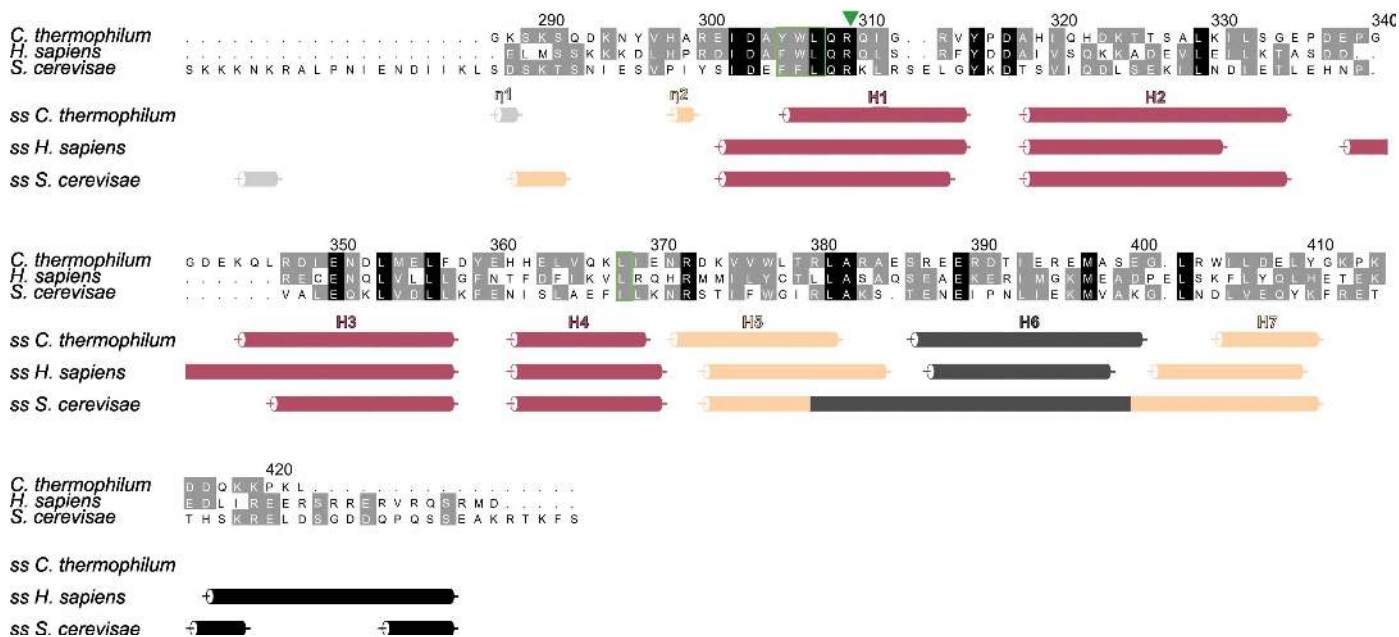 290 300 310 320 330 340
C. thermophilum . . . . . . . . . . . . . . . . . . . G K S K S Q D K N Y V H A R E I D A Y W L Q R Q I G . . R V Y P D A H I Q H D K T T S A L K I L S G E P D E P G
H. sapiens . . . . . . . . . . . . . . . . . . . . E L M S S K K K D L H P R D I D A Y W L Q R Q L S . . R F Y D D A I V S Q K K A D E V L E I L K T A S D D . .
S. cerevisae S K K K N K R A L P N I E N D I I K L S D S K T S N I E S V P I Y S I D E F F L Q R K L R S E L G Y K D T S V I Q D L S E K I L N D I E T L E H N P .
η1 η2 H1 H2
ss C. thermophilum
ss H. sapiens
ss S. cerevisae
350 360 370 380 390 400 410
C. thermophilum G D E K Q L R D I E N D L M E L F D Y E H H E L V Q K L I E N R D K V V W L T R L A R A E S R E E R D T I E R E M A S E G . L R W I L D E L Y G K P K
H. sapiens . . . . . . R E C E N Q L V L L L G F N T F D F I K V L R Q H R M M I L Y C T L L A S A Q S E A E K E R I M G K M E A D P E L S K F L Y Q L H E T E K
S. cerevisae . . . . . . V A L E Q K L V D L L K F E N I S L A E F L L K N R S T I F W G I R L A K S . T E N E I P N L I E K M V A K G . L N D L V E Q Y K F R E T
H3 H4 H5 H6 H7
ss C. thermophilum
ss H. sapiens
ss S. cerevisae
420
C. thermophilum D D Q K K P K L . . . . . . . . . . . . . . . . .
H. sapiens E D L I R E E R S R R E R V R Q S R M D . . . . .
S. cerevisae T H S K R E L D S G D D Q P Q S S E A K R T K F S
ss C. thermophilum
ss H. sapiens
ss S. cerevisae